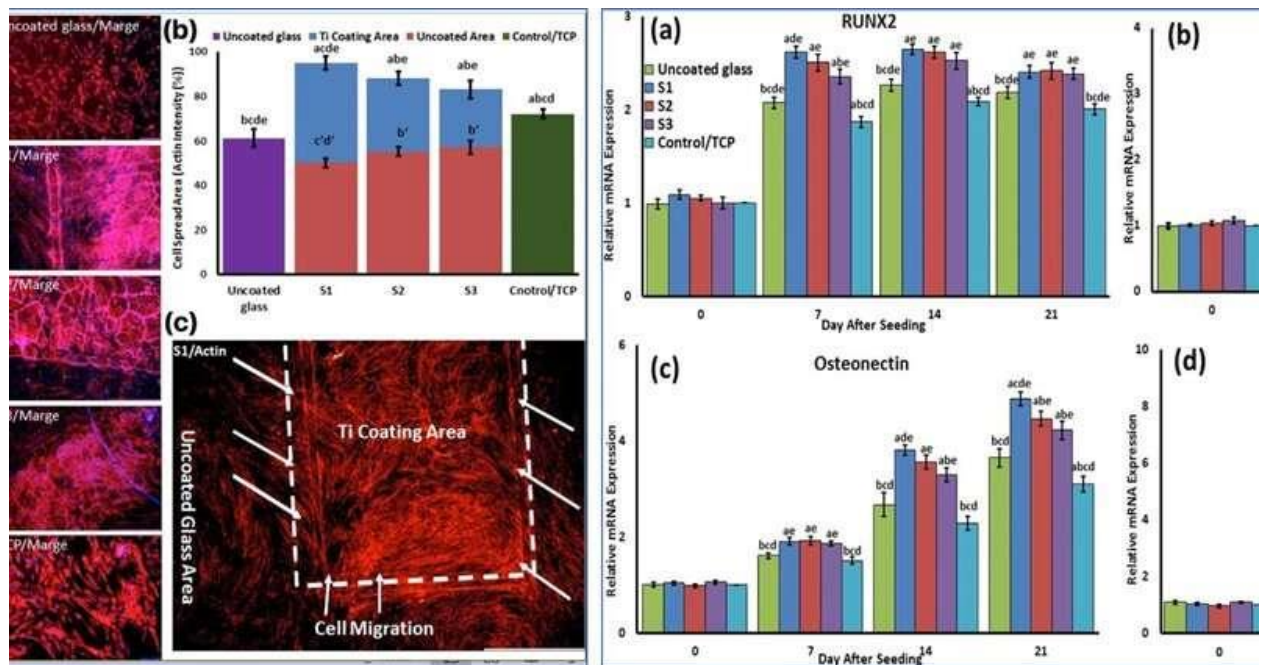 ncoated glass/Marge
/Marge
/Marge
/Marge
/Marge
(b)
Uncoated glass
Ti Coating Area
Uncoated Area
Control/TCP
Cell Spread Area (Actin Intensity (%))
100
80
60
40
20
0
bcde
acde
abe
abe
abcd
c'd'
b'
b'
Uncoated glass
S1
S2
S3
Cnotrol/TCP
(c)
S1/Actin
Uncoated Glass Area
Ti Coating Area
Cell Migration
(a)
RUNX2
Uncoated glass
S1
S2
S3
Control/TCP
Relative mRNA Expression
3
2
1
0
bcde
ade
ae
abe
abcd
bcde
ae
ae
ae
abcd
bcde
ae
ae
ae
bcde
0
7
14
21
Day After Seeding
(b)
Relative mRNA Expression
4
3
2
1
0
0
(c)
Osteonectin
Relative mRNA Expression
6
4
2
0
bcd
ae
ae
ae
bcd
bcd
ade
ae
abe
bcd
bcd
acde
abe
abe
abcd
0
7
14
21
Day After Seeding
(d)
Relative mRNA Expression
10
8
6
4
2
0
0